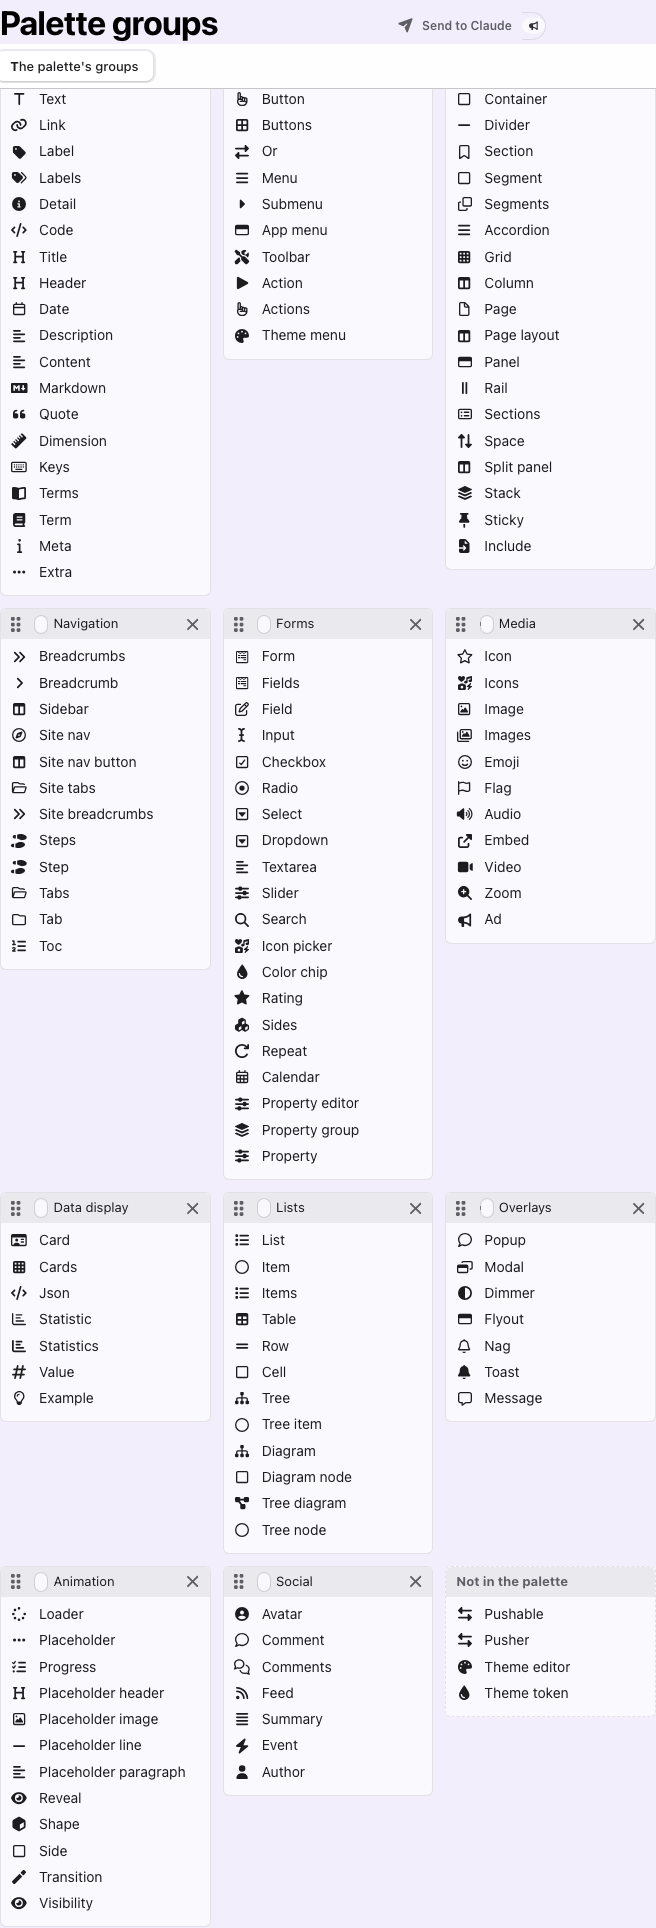 Palette groups
Send to Claude
The palette's groups
Text
Link
Label
Labels
Detail
Code
Title
Header
Date
Description
Content
Markdown
Quote
Dimension
Keys
Terms
Term
Meta
Extra
Button
Buttons
Or
Menu
Submenu
App menu
Toolbar
Action
Actions
Theme menu
Container
Divider
Section
Segment
Segments
Accordion
Grid
Column
Page
Page layout
Panel
Rail
Sections
Space
Split panel
Stack
Sticky
Include
Navigation
Breadcrumbs
Breadcrumb
Sidebar
Site nav
Site nav button
Site tabs
Site breadcrumbs
Steps
Step
Tabs
Tab
Toc
Forms
Form
Fields
Field
Input
Checkbox
Radio
Select
Dropdown
Textarea
Slider
Search
Icon picker
Color chip
Rating
Sides
Repeat
Calendar
Property editor
Property group
Property
Media
Icon
Icons
Image
Images
Emoji
Flag
Audio
Embed
Video
Zoom
Ad
Data display
Card
Cards
Json
Statistic
Statistics
Value
Example
Lists
List
Item
Items
Table
Row
Cell
Tree
Tree item
Diagram
Diagram node
Tree diagram
Tree node
Overlays
Popup
Modal
Dimmer
Flyout
Nag
Toast
Message
Animation
Loader
Placeholder
Progress
Placeholder header
Placeholder image
Placeholder line
Placeholder paragraph
Reveal
Shape
Side
Transition
Visibility
Social
Avatar
Comment
Comments
Feed
Summary
Event
Author
Not in the palette
Pushable
Pusher
Theme editor
Theme token